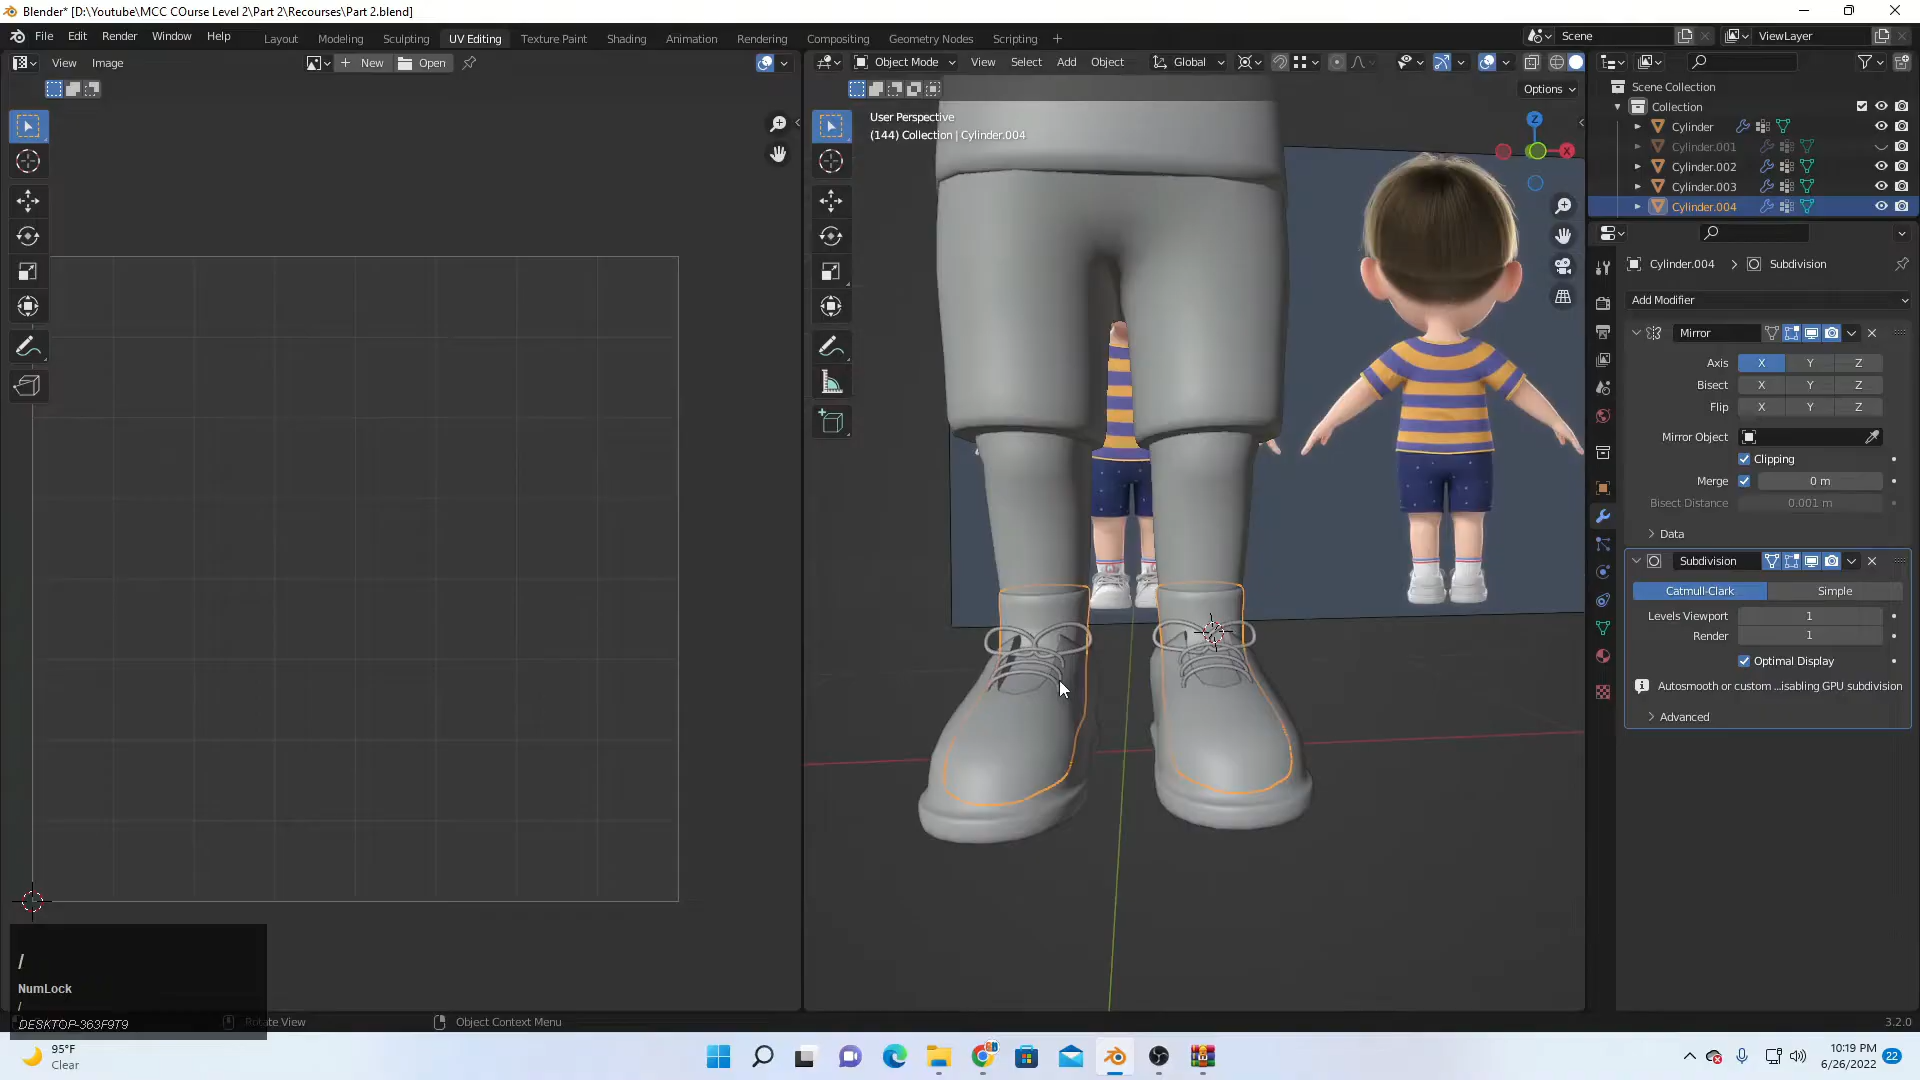 Blender* [D:\Youtube\MCC COurse Level 2\Part 2\Recourses\Part 2.blend]
File Edit Render Window Help
Layout Modeling Sculpting UV Editing Texture Paint Shading Animation Rendering Compositing Geometry Nodes Scripting +
Scene
ViewLayer
View Image
New
Open
Object Mode
View Select Add Object
Global
Options
User Perspective
(144) Collection | Cylinder.004
Z
X
Scene Collection
Collection
Cylinder
Cylinder.001
Cylinder.002
Cylinder.003
Cylinder.004
Cylinder.004 > Subdivision
Add Modifier
Mirror
Axis X Y Z
Bisect X Y Z
Flip X Y Z
Mirror Object
Clipping
Merge 0 m
Bisect Distance 0.001 m
Data
Subdivision
Catmull-Clark Simple
Levels Viewport 1
Render 1
Optimal Display
Autosmooth or custom ...isabling GPU subdivision
Advanced
/
NumLock
/
DESKTOP-363F9T9
Rotate View
Object Context Menu
3.2.0
95°F
Clear
10:19 PM
6/26/2022
22